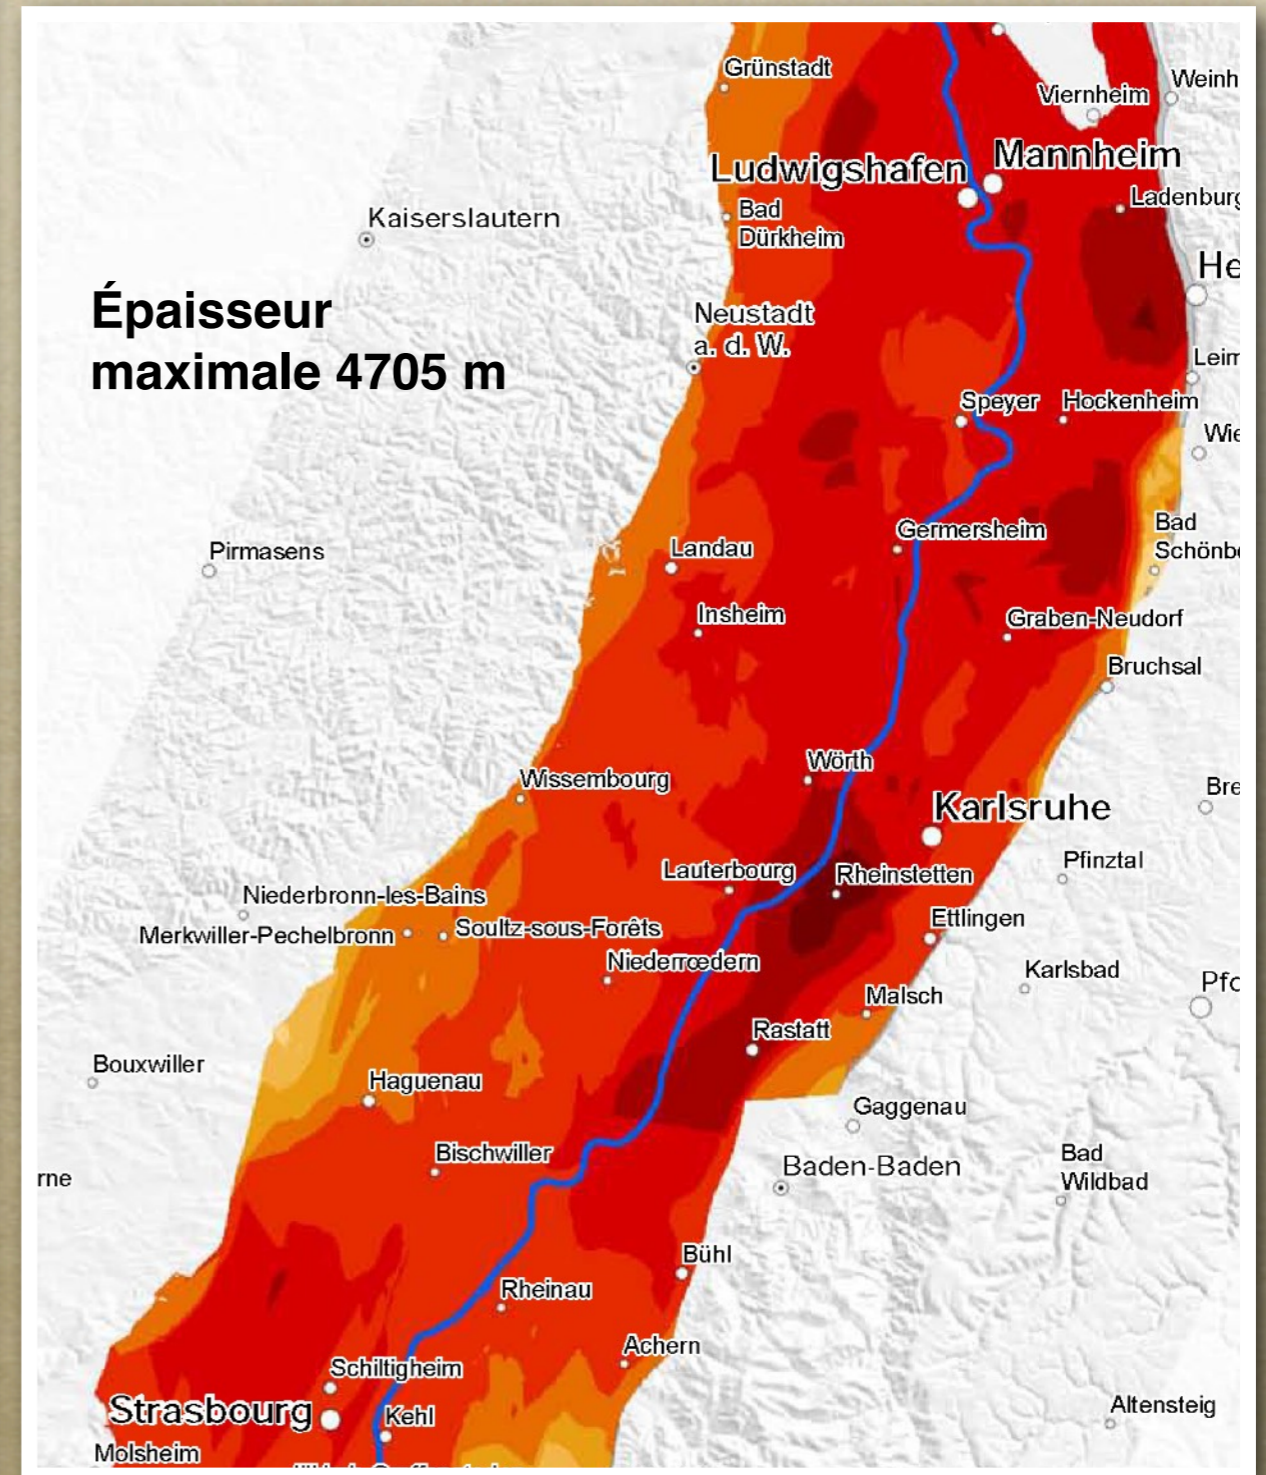 Grünstadt
Weinh
Viernheim
Mannheim
Ludwigshafen
Ladenburg
Bad
Dürkheim
Kaiserslautern
He
Épaisseur
maximale 4705 m
Neustadt
a. d. W.
Leim
Speyer
Hockenheim
Wie
Bad
Schönbo
Germersheim
Pirmasens
Landau
Insheim
Graben-Neudorf
Bruchsal
Wörth
Wissembourg
Bre
Karlsruhe
Pfinztal
Lauterbourg
Rheinstetten
Niederbronn-les-Bains
Ettlingen
Merkwiller-Pechelbronn
Soultz-sous-Forêts
Niederrœdern
Karlsbad
Pfo
Malsch
Rastatt
Bouxwiller
Haguenau
Gaggenau
Bischwiller
Bad
Wildbad
Baden-Baden
rne
Bühl
Rheinau
Achern
Schiltigheim
Strasbourg
Kehl
Altensteig
Molsheim